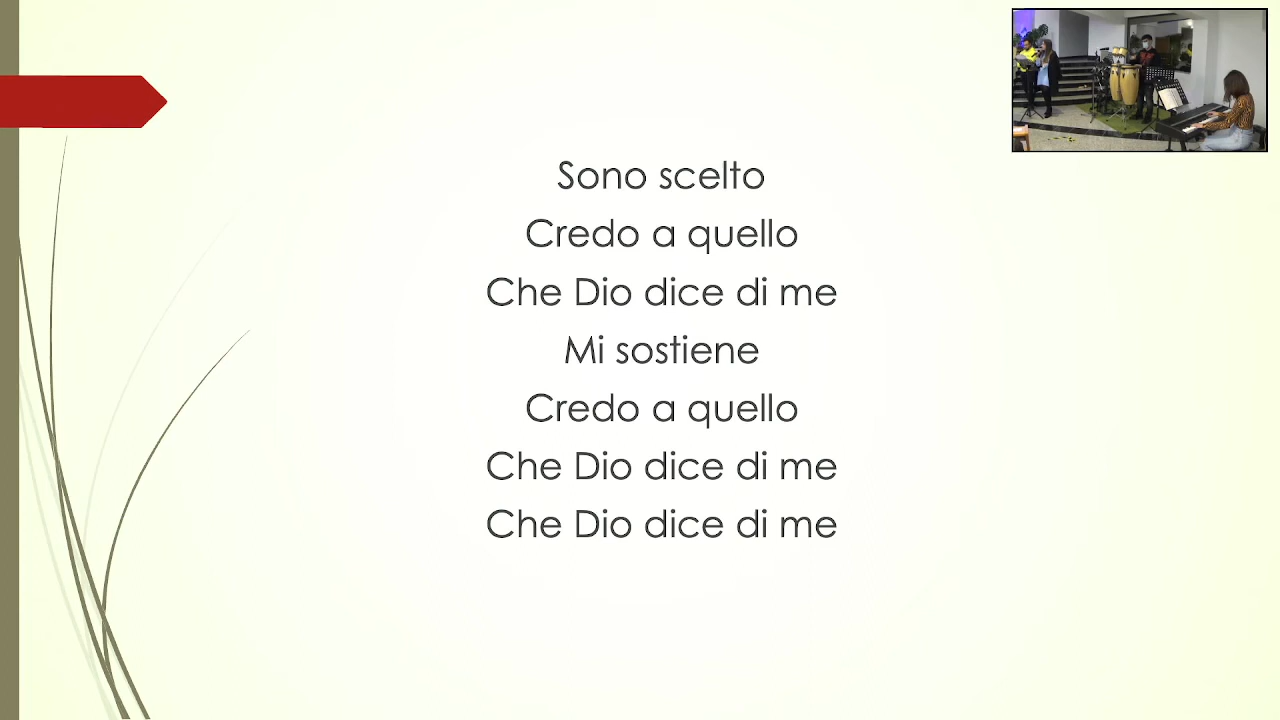 Sono scelto
Credo a quello
Che Dio dice di me
Mi sostiene
Credo a quello
Che Dio dice di me
Che Dio dice di me